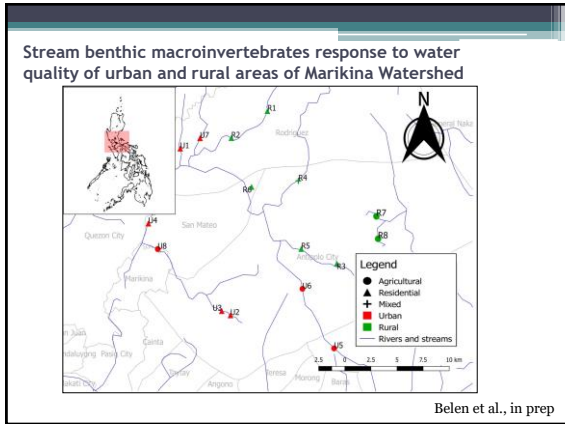 Stream benthic macroinvertebrates response to water
quality of urban and rural areas of Marikina Watershed
N
R1
U7
R2
Rodriguez
U1
R4
R6
R7
U4
San Mateo
R8
Quezon City
U8
R5
Antipolo City
R3
Legend
Marikina
U6
Agricultural
Residential
Mixed
U3
U2
Urban
Rural
Cainta
U5
Rivers and streams
Pasig City
Taytay
Teresa
Morong
Baras
2.5 0 2.5 5 7.5 10 km
Angono
Belen et al., in prep